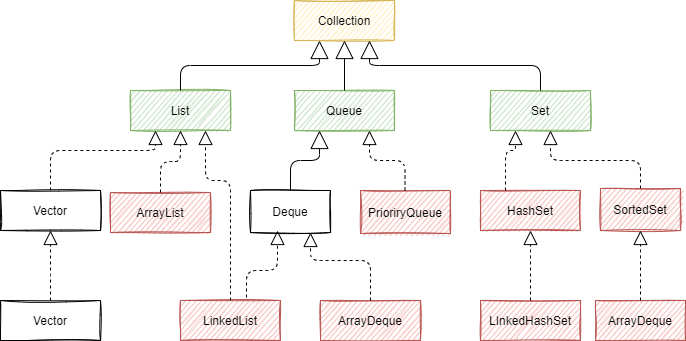 Collection
List
Queue
Set
Vector
ArrayList
Deque
PrioriryQueue
HashSet
SortedSet
Vector
LinkedList
ArrayDeque
LInkedHashSet
ArrayDeque